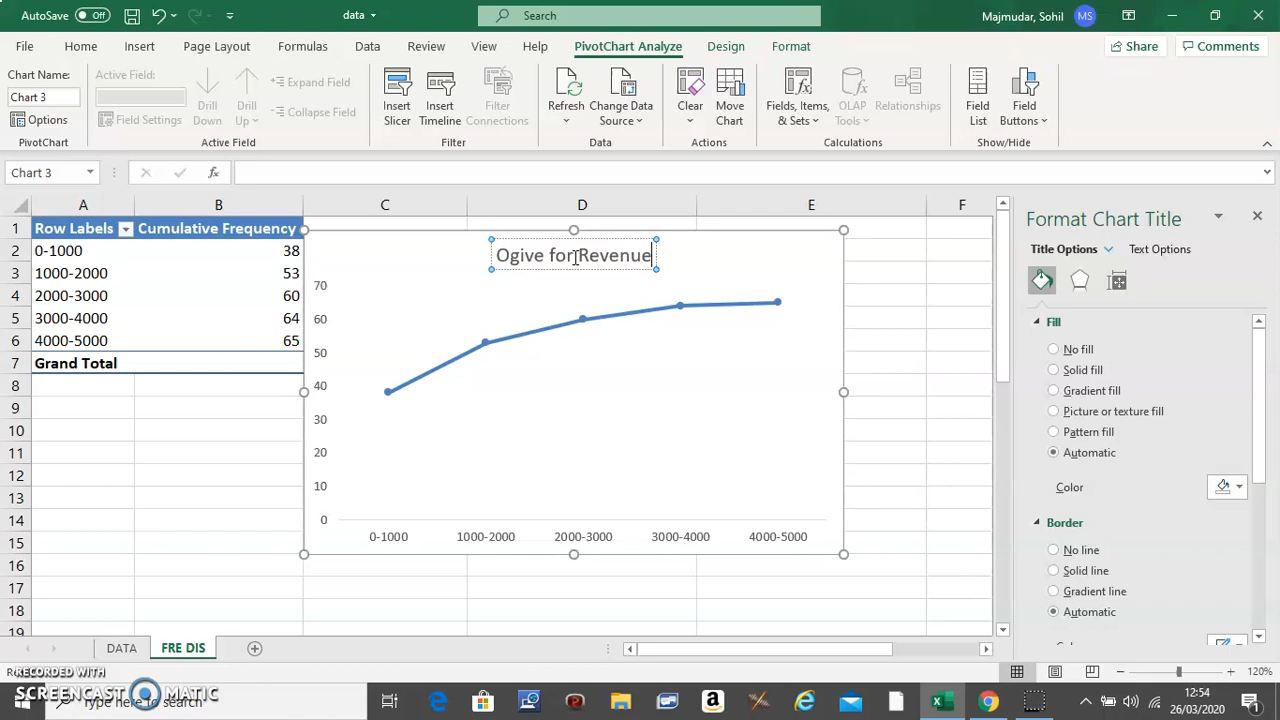 AutoSave Off data Search Majmudar, Sohil MS
File Home Insert Page Layout Formulas Data Review View Help PivotChart Analyze Design Format Share Comments
Chart Name: Active Field:
Chart 3
Options
PivotChart
Drill Down
Drill Up
Expand Field
Collapse Field
Field Settings
Active Field
Insert Slicer
Insert Timeline
Filter Connections
Filter
Refresh
Change Data Source
Data
Clear
Move Chart
Actions
Fields, Items, & Sets
OLAP Tools
Relationships
Calculations
Field List
Field Buttons
Show/Hide
Chart 3 fx
A B C D E F
1 Row Labels Cumulative Frequency
2 0-1000 38
3 1000-2000 53
4 2000-3000 60
5 3000-4000 64
6 4000-5000 65
7 Grand Total
8
9
10
11
12
13
14
15
16
17
18
19
Ogive for Revenue
70
60
50
40
30
20
10
0
0-1000 1000-2000 2000-3000 3000-4000 4000-5000
Format Chart Title
Title Options Text Options
Fill
No fill
Solid fill
Gradient fill
Picture or texture fill
Pattern fill
Automatic
Color
Border
No line
Solid line
Gradient line
Automatic
DATA FRE DIS
120%
RECORDED WITH
SCREENCAST MATIC
Type here to search
12:54
26/03/2020